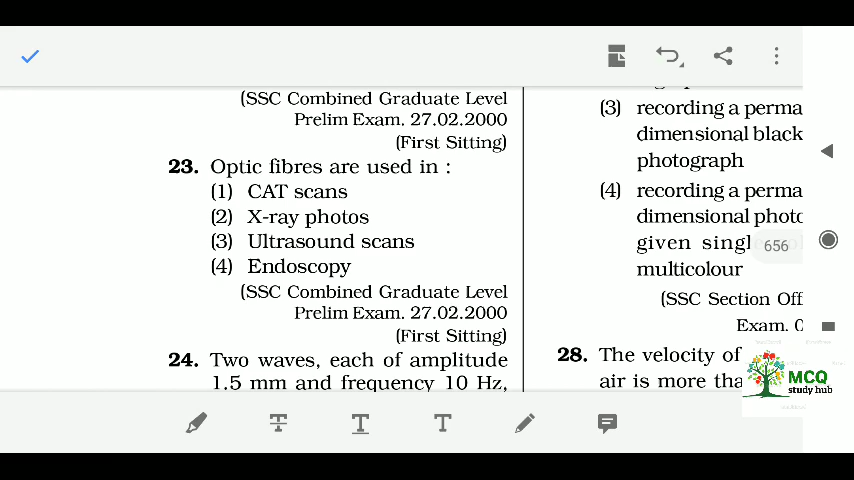 (SSC Combined Graduate Level
Prelim Exam. 27.02.2000
(First Sitting)
23. Optic fibres are used in :
(1) CAT scans
(2) X-ray photos
(3) Ultrasound scans
(4) Endoscopy
(SSC Combined Graduate Level
Prelim Exam. 27.02.2000
(First Sitting)
24. Two waves, each of amplitude
1.5 mm and frequency 10 Hz,
(3) recording a perma
dimensional black
photograph
(4) recording a perma
dimensional photo
given singl
multicolour
(SSC Section Off
Exam. 0
28. The velocity of
air is more tha
656
MCQ
study hub
T
T
T